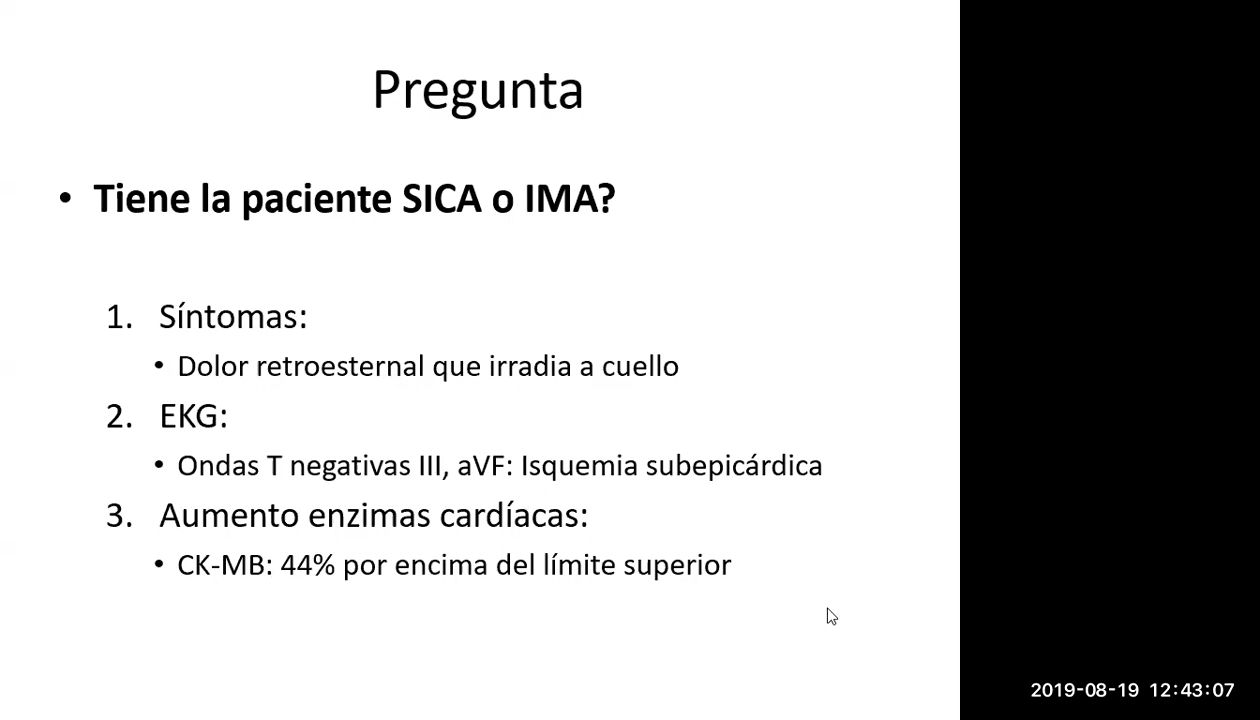 Pregunta
• Tiene la paciente SICA o IMA?
1. Síntomas:
• Dolor retroesternal que irradia a cuello
2. EKG:
• Ondas T negativas III, aVF: Isquemia subepicárdica
3. Aumento enzimas cardíacas:
• CK-MB: 44% por encima del límite superior
2019-08-19 12:43:07